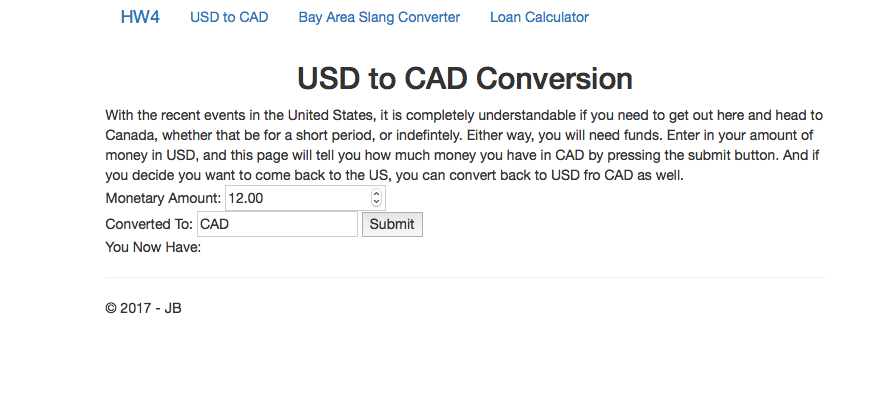 HW4 USD to CAD Bay Area Slang Converter Loan Calculator
USD to CAD Conversion
With the recent events in the United States, it is completely understandable if you need to get out here and head to
Canada, whether that be for a short period, or indefintely. Either way, you will need funds. Enter in your amount of
money in USD, and this page will tell you how much money you have in CAD by pressing the submit button. And if
you decide you want to come back to the US, you can convert back to USD fro CAD as well.
Monetary Amount: 12.00
Converted To: CAD Submit
You Now Have:
© 2017 - JB